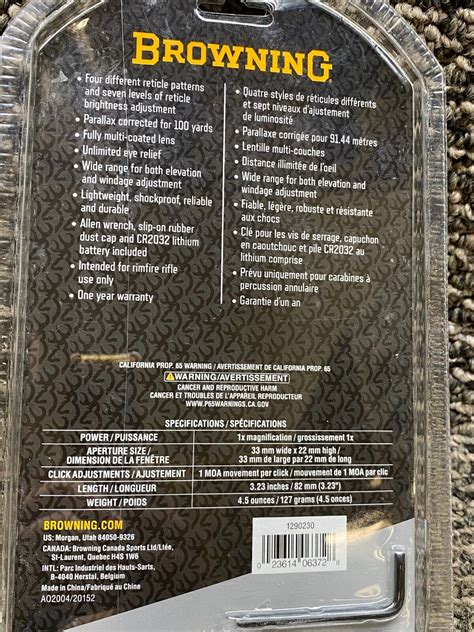 BROWNING
• Four different reticle patterns
and seven levels of reticle
brightness adjustment
• Parallax corrected for 100 yards
• Fully multi-coated lens
• Unlimited eye relief
• Wide range for both elevation
and windage adjustment
• Lightweight, shockproof, reliable
and durable
• Allen wrench, slip-on rubber
dust cap and CR2032 lithium
battery included
• Intended for rimfire rifle
use only
• One year warranty
• Quatre styles de réticules différents
et sept niveaux d'ajustement
de luminosité
• Parallaxe corrigée pour 91.44 mètres
• Lentille multi-couches
• Distance illimitée de l'oeil
• Wide range for both elevation and
windage adjustment
• Fiable, légère, robuste et résistante
aux chocs
• Clé pour les vis de serrage, capuchon
en caoutchouc et pile CR2032 au
lithium comprise
• Prévu uniquement pour carabines à
percussion annulaire
• Garantie d'un an
CALIFORNIA PROP. 65 WARNING / AVERTISSEMENT DE CALIFORNIA PROP. 65
WARNING/AVERTISSEMENT
CANCER AND REPRODUCTIVE HARM
CANCER ET TROUBLES DE L'APPAREIL REPRODUCTEUR
WWW.P65WARNINGS.CA.GOV
SPECIFICATIONS / SPÉCIFICATIONS
POWER / PUISSANCE 1x magnification / grossissement 1x
APERTURE SIZE / DIMENSION DE LA FENÊTRE 33 mm wide x 22 mm high / 33 mm de large par 22 mm de long
CLICK ADJUSTMENTS / AJUSTEMENT 1 MOA movement per click / mouvement de 1 MOA par clic
LENGTH / LONGUEUR 3.23 inches / 82 mm (3.23")
WEIGHT / POIDS 4.5 ounces / 127 grams (4.5 ounces)
BROWNING.COM
US: Morgan, Utah 84050-9326
CANADA: Browning Canada Sports Ltd/Ltée,
St-Laurent, Quebec H4S 1W6
INTL: Parc Industriel des Hauts-Sarts,
B-4040 Herstal, Belgium
Made in China/Fabriqué au Chine
AO2004/20152
1290230
0 23614 06372 8